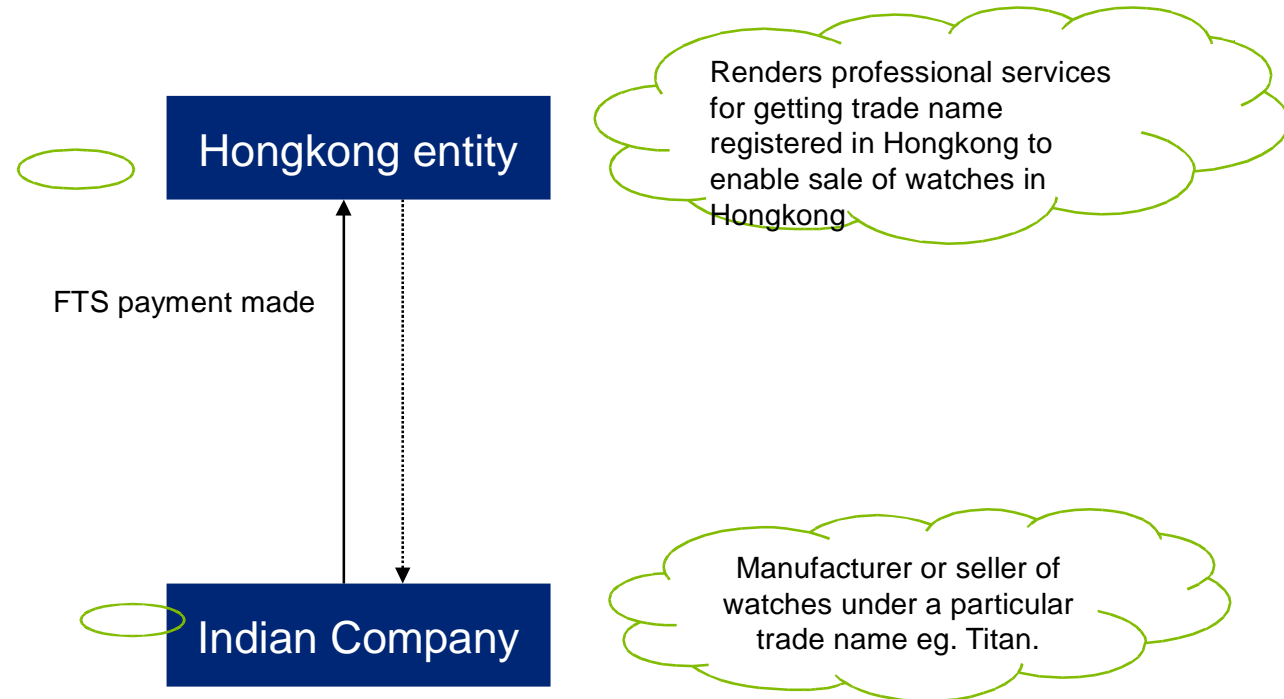 Renders professional services
for getting trade name
registered in Hongkong to
enable sale of watches in
Hongkong
Hongkong entity
FTS payment made
Manufacturer or seller of
watches under a particular
trade name eg. Titan.
Indian Company